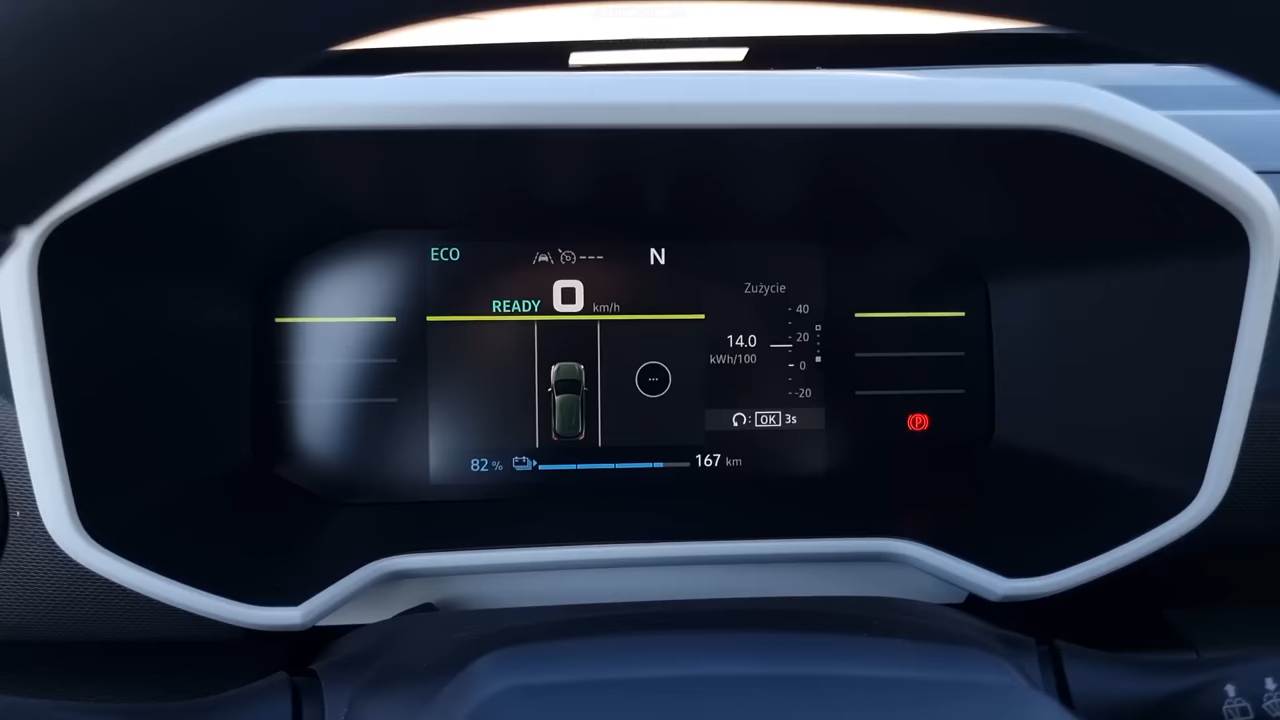 ECO --- N
READY 0 km/h
Zużycie
40
14.0 20
kWh/100 0
-20
: OK 3s
P
82 % 167 km